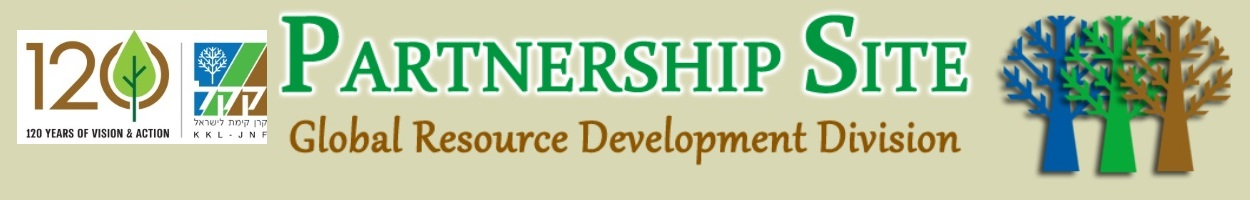 120
120 YEARS OF VISION & ACTION
קק"ל
קרן קימת לישראל
KKL-JNF
PARTNERSHIP SITE
Global Resource Development Division